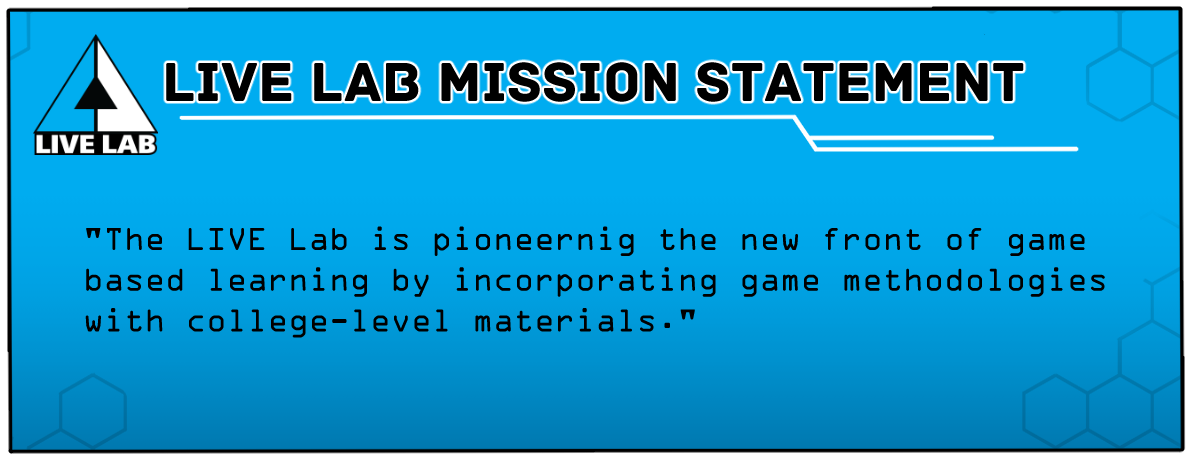 LIVE LAB MISSION STATEMENT
LIVE LAB
"The LIVE Lab is pioneernig the new front of game
based learning by incorporating game methodologies
with college-level materials."